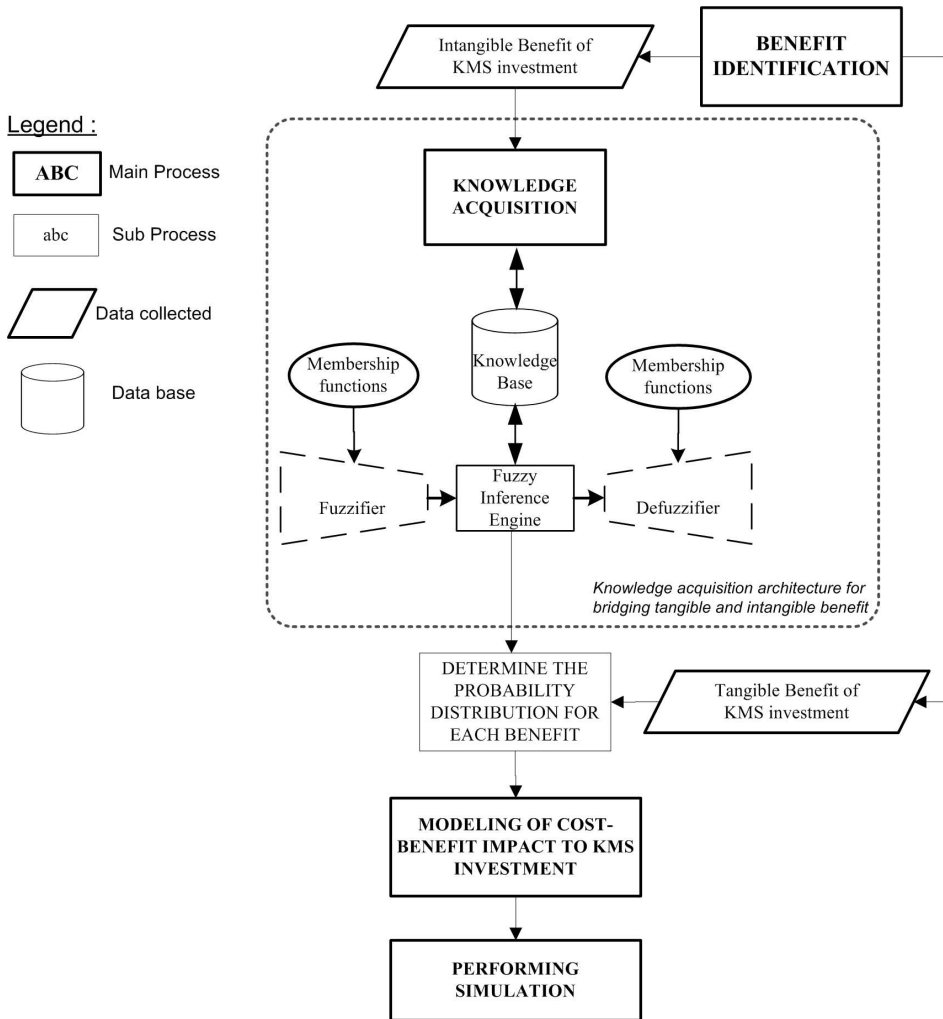 Intangible Benefit of
KMS investment
BENEFIT
IDENTIFICATION
Legend :
ABC
Main Process
abc
Sub Process
Data collected
Data base
KNOWLEDGE
ACQUISITION
Knowledge
Base
Membership
functions
Membership
functions
Fuzzifier
Fuzzy
Inference
Engine
Defuzzifier
Knowledge acquisition architecture for
bridging tangible and intangible benefit
DETERMINE THE
PROBABILITY
DISTRIBUTION FOR
EACH BENEFIT
Tangible Benefit of
KMS investment
MODELING OF COST-
BENEFIT IMPACT TO KMS
INVESTMENT
PERFORMING
SIMULATION